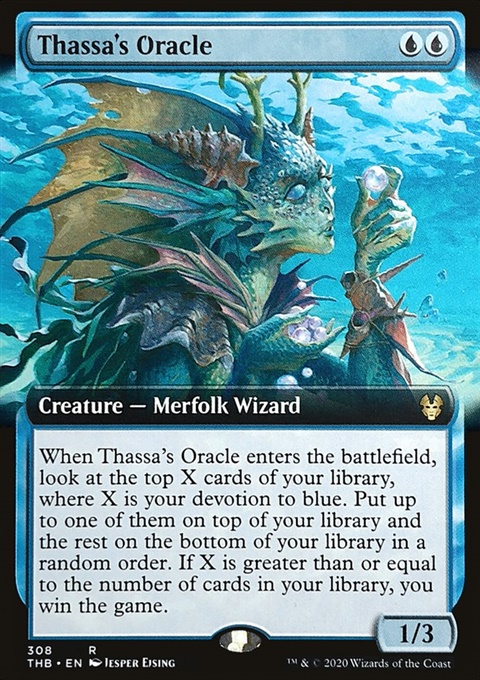 Thassa's Oracle
Creature — Merfolk Wizard
When Thassa's Oracle enters the battlefield,
look at the top X cards of your library,
where X is your devotion to blue. Put up
to one of them on top of your library and
the rest on the bottom of your library in a
random order. If X is greater than or equal
to the number of cards in your library, you
win the game.
1/3
308 R
THB • EN Jesper Eising
™ & © 2020 Wizards of the Coast